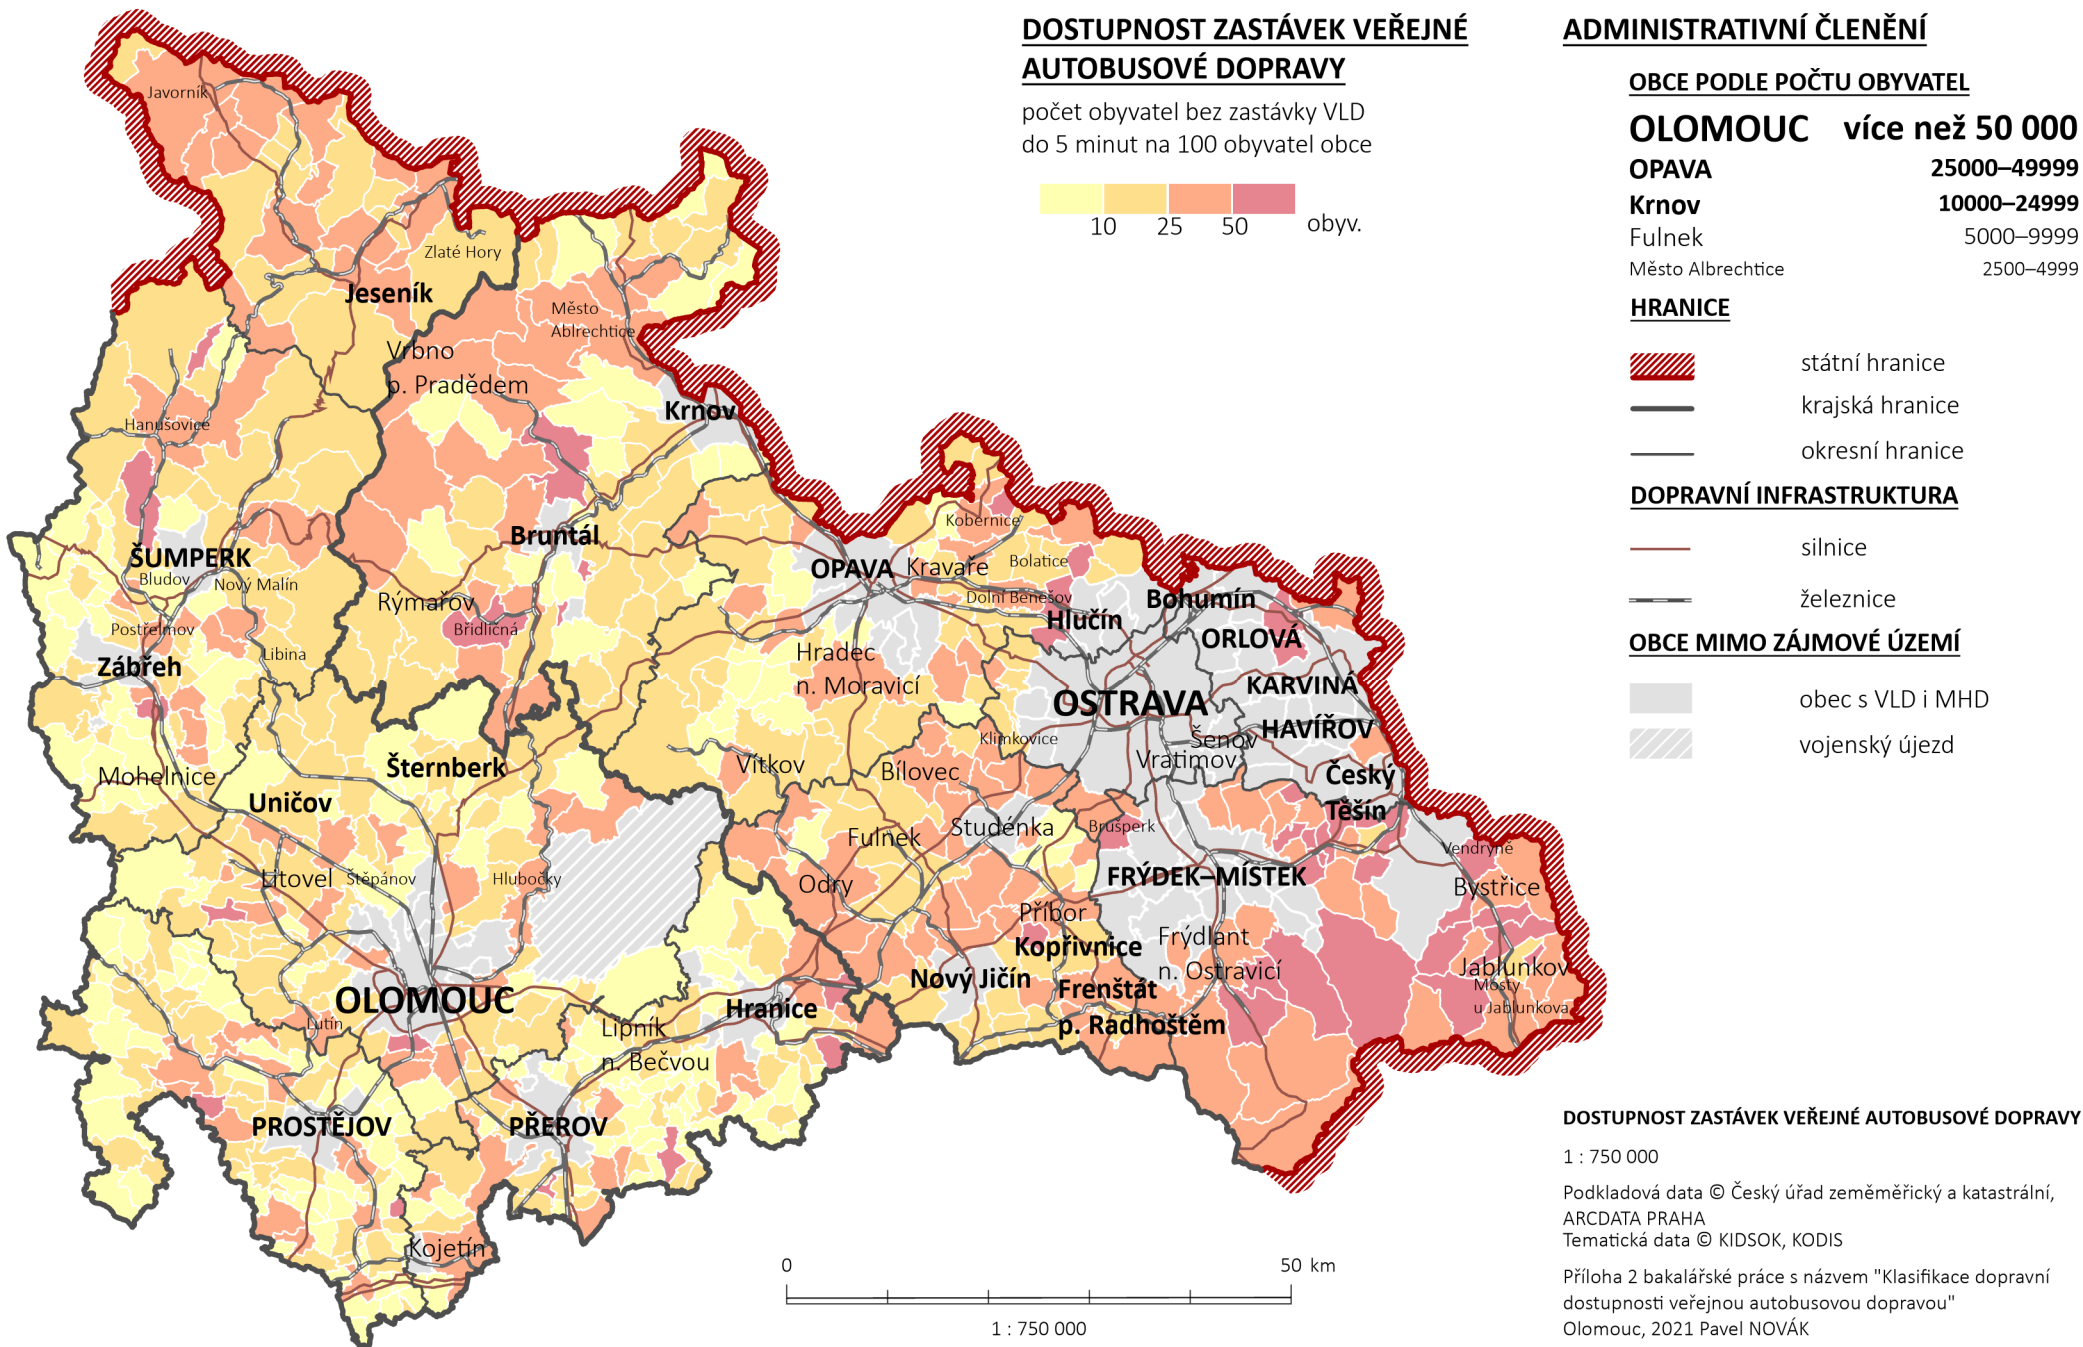 DOSTUPNOST ZASTÁVEK VEŘEJNÉ
AUTOBUSOVÉ DOPRAVY
počet obyvatel bez zastávky VLD
do 5 minut na 100 obyvatel obce
10 25 50 obyv.
ADMINISTRATIVNÍ ČLENĚNÍ
OBCE PODLE POČTU OBYVATEL
OLOMOUC více než 50 000
OPAVA 25000–49999
Krnov 10000–24999
Fulnek 5000–9999
Město Albrechtice 2500–4999
HRANICE
státní hranice
krajská hranice
okresní hranice
DOPRAVNÍ INFRASTRUKTURA
silnice
železnice
OBCE MIMO ZÁJMOVÉ ÚZEMÍ
obec s VLD i MHD
vojenský újezd
Javorník
Zlaté Hory
Jeseník
Město
Ablrechtice
Vrbno
p. Pradědem
Krnov
Hanušovice
Bruntál
ŠUMPERK
Bludov
Nový Malín
Rýmařov
Břidličná
Postřelmov
Libina
Zábřeh
OPAVA
Kravaře
Kobeřice
Bolatice
Dolní Benešov
Hlučín
Bohumín
ORLOVÁ
KARVINÁ
HAVÍŘOV
OSTRAVA
Šenov
Vratimov
Klimkovice
Hradec
n. Moravicí
Český
Těšín
Mohelnice
Šternberk
Uničov
Vítkov
Bílovec
Fulnek
Studénka
Brušperk
Vendryně
Bystřice
Litovel
Štěpánov
Hlubočky
Odry
FRÝDEK–MÍSTEK
Příbor
Kopřivnice
Frýdlant
n. Ostravicí
Nový Jičín
Frenštát
p. Radhoštěm
Jablunkov
Mosty
u Jablunkova
OLOMOUC
Lutín
Hranice
Lipník
n. Bečvou
PROSTĚJOV
PŘEROV
Kojetín
0 50 km
1 : 750 000
DOSTUPNOST ZASTÁVEK VEŘEJNÉ AUTOBUSOVÉ DOPRAVY
1 : 750 000
Podkladová data © Český úřad zeměměřický a katastrální,
ARCDATA PRAHA
Tematická data © KIDSOK, KODIS
Příloha 2 bakalářské práce s názvem "Klasifikace dopravní
dostupnosti veřejnou autobusovou dopravou"
Olomouc, 2021 Pavel NOVÁK